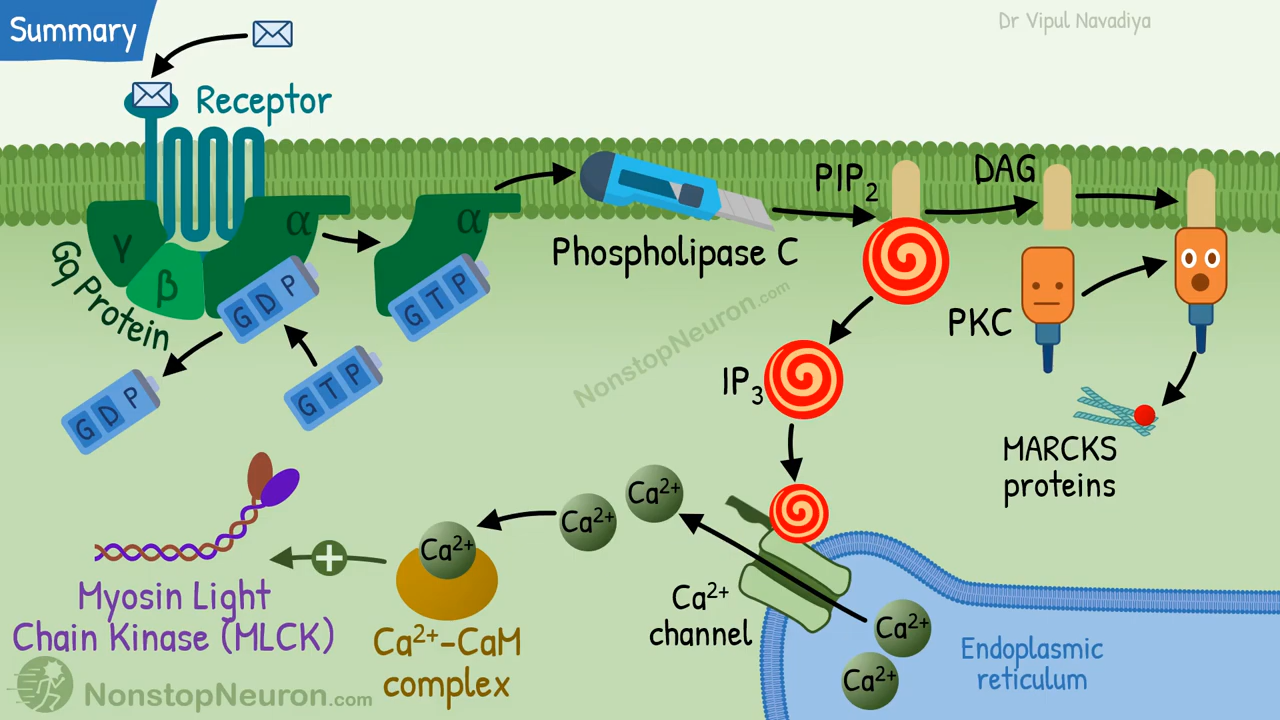 Summary
Dr Vipul Navadiya
Receptor
PIP2
DAG
α
α
γ
β
Gq Protein
GDP
GTP
Phospholipase C
NonstopNeuron.com
PKC
GDP
GTP
IP3
MARCKS
proteins
Ca2+
Ca2+
Ca2+
Myosin Light
Chain Kinase (MLCK)
+
Ca2+-CaM
complex
Ca2+
channel
Ca2+
Ca2+
Endoplasmic
reticulum
NonstopNeuron.com